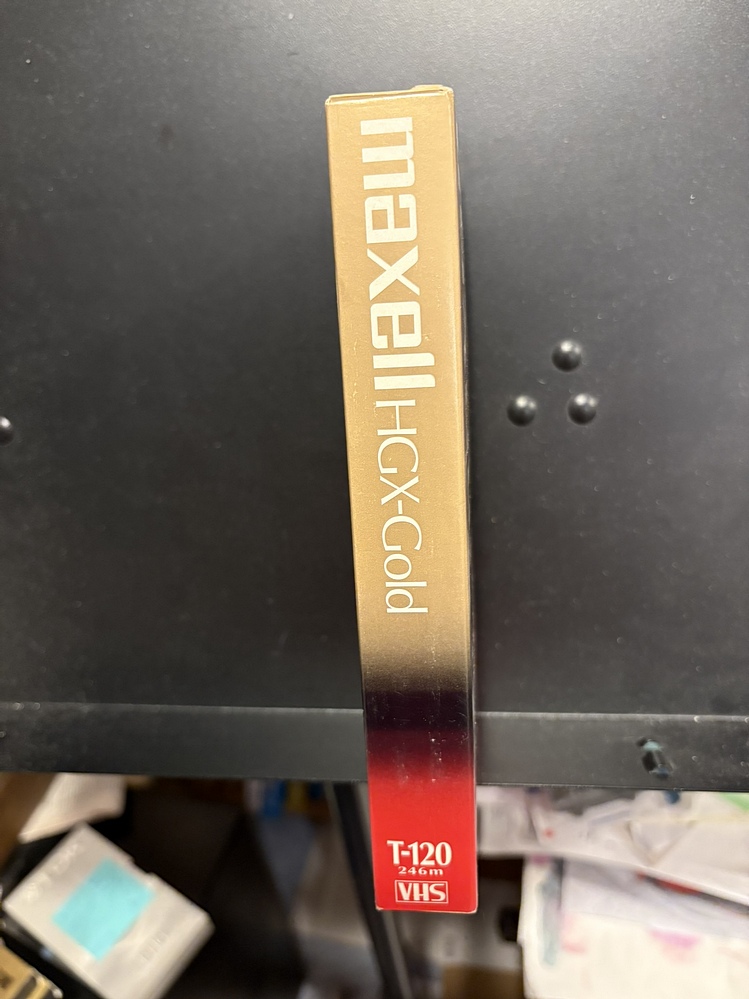 maxell HGX-Gold
T-120
246m
VHS